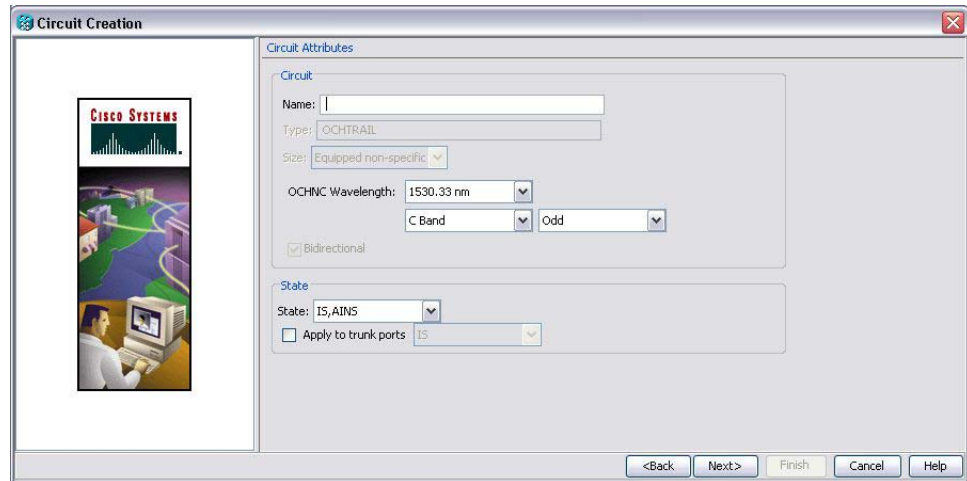 Circuit Creation
CISCO SYSTEMS
Circuit Attributes
Circuit
Name:
Type: OCHTRAIL
Size: Equipped non-specific
OCHNC Wavelength: 1530.33 nm
C Band Odd
Bidirectional
State
State: IS,AINS
Apply to trunk ports IS
<Back Next> Finish Cancel Help